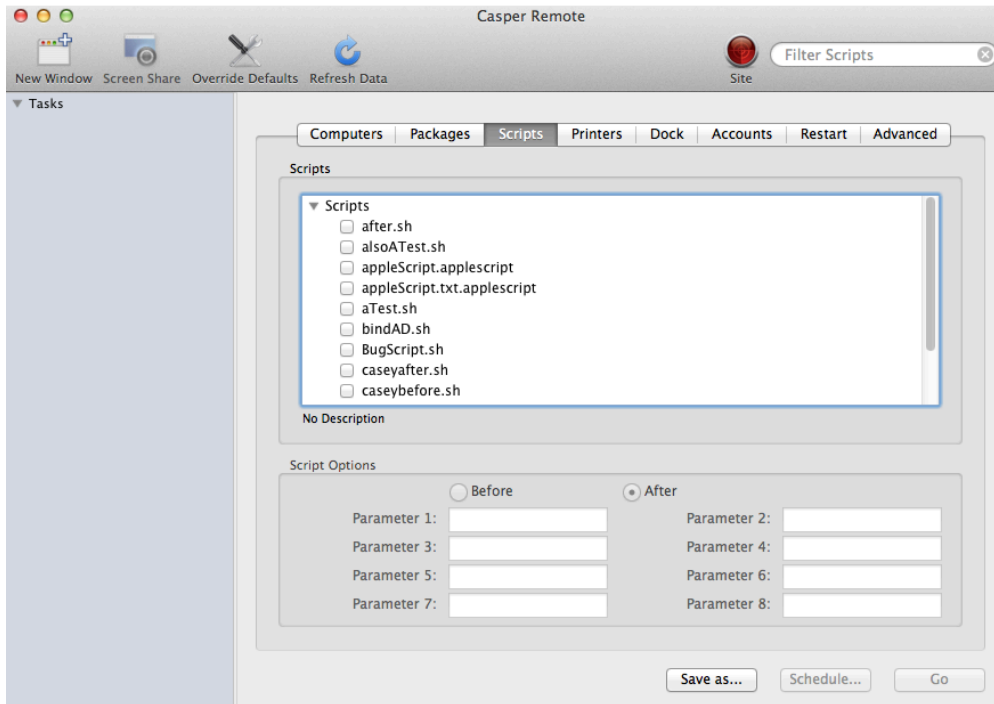 Casper Remote
New Window Screen Share Override Defaults Refresh Data Site Filter Scripts
Tasks
Computers Packages Scripts Printers Dock Accounts Restart Advanced
Scripts
Scripts
after.sh
alsoATest.sh
appleScript.applescript
appleScript.txt.applescript
aTest.sh
bindAD.sh
BugScript.sh
caseyafter.sh
caseybefore.sh
No Description
Script Options
Before After
Parameter 1: Parameter 2:
Parameter 3: Parameter 4:
Parameter 5: Parameter 6:
Parameter 7: Parameter 8:
Save as... Schedule... Go